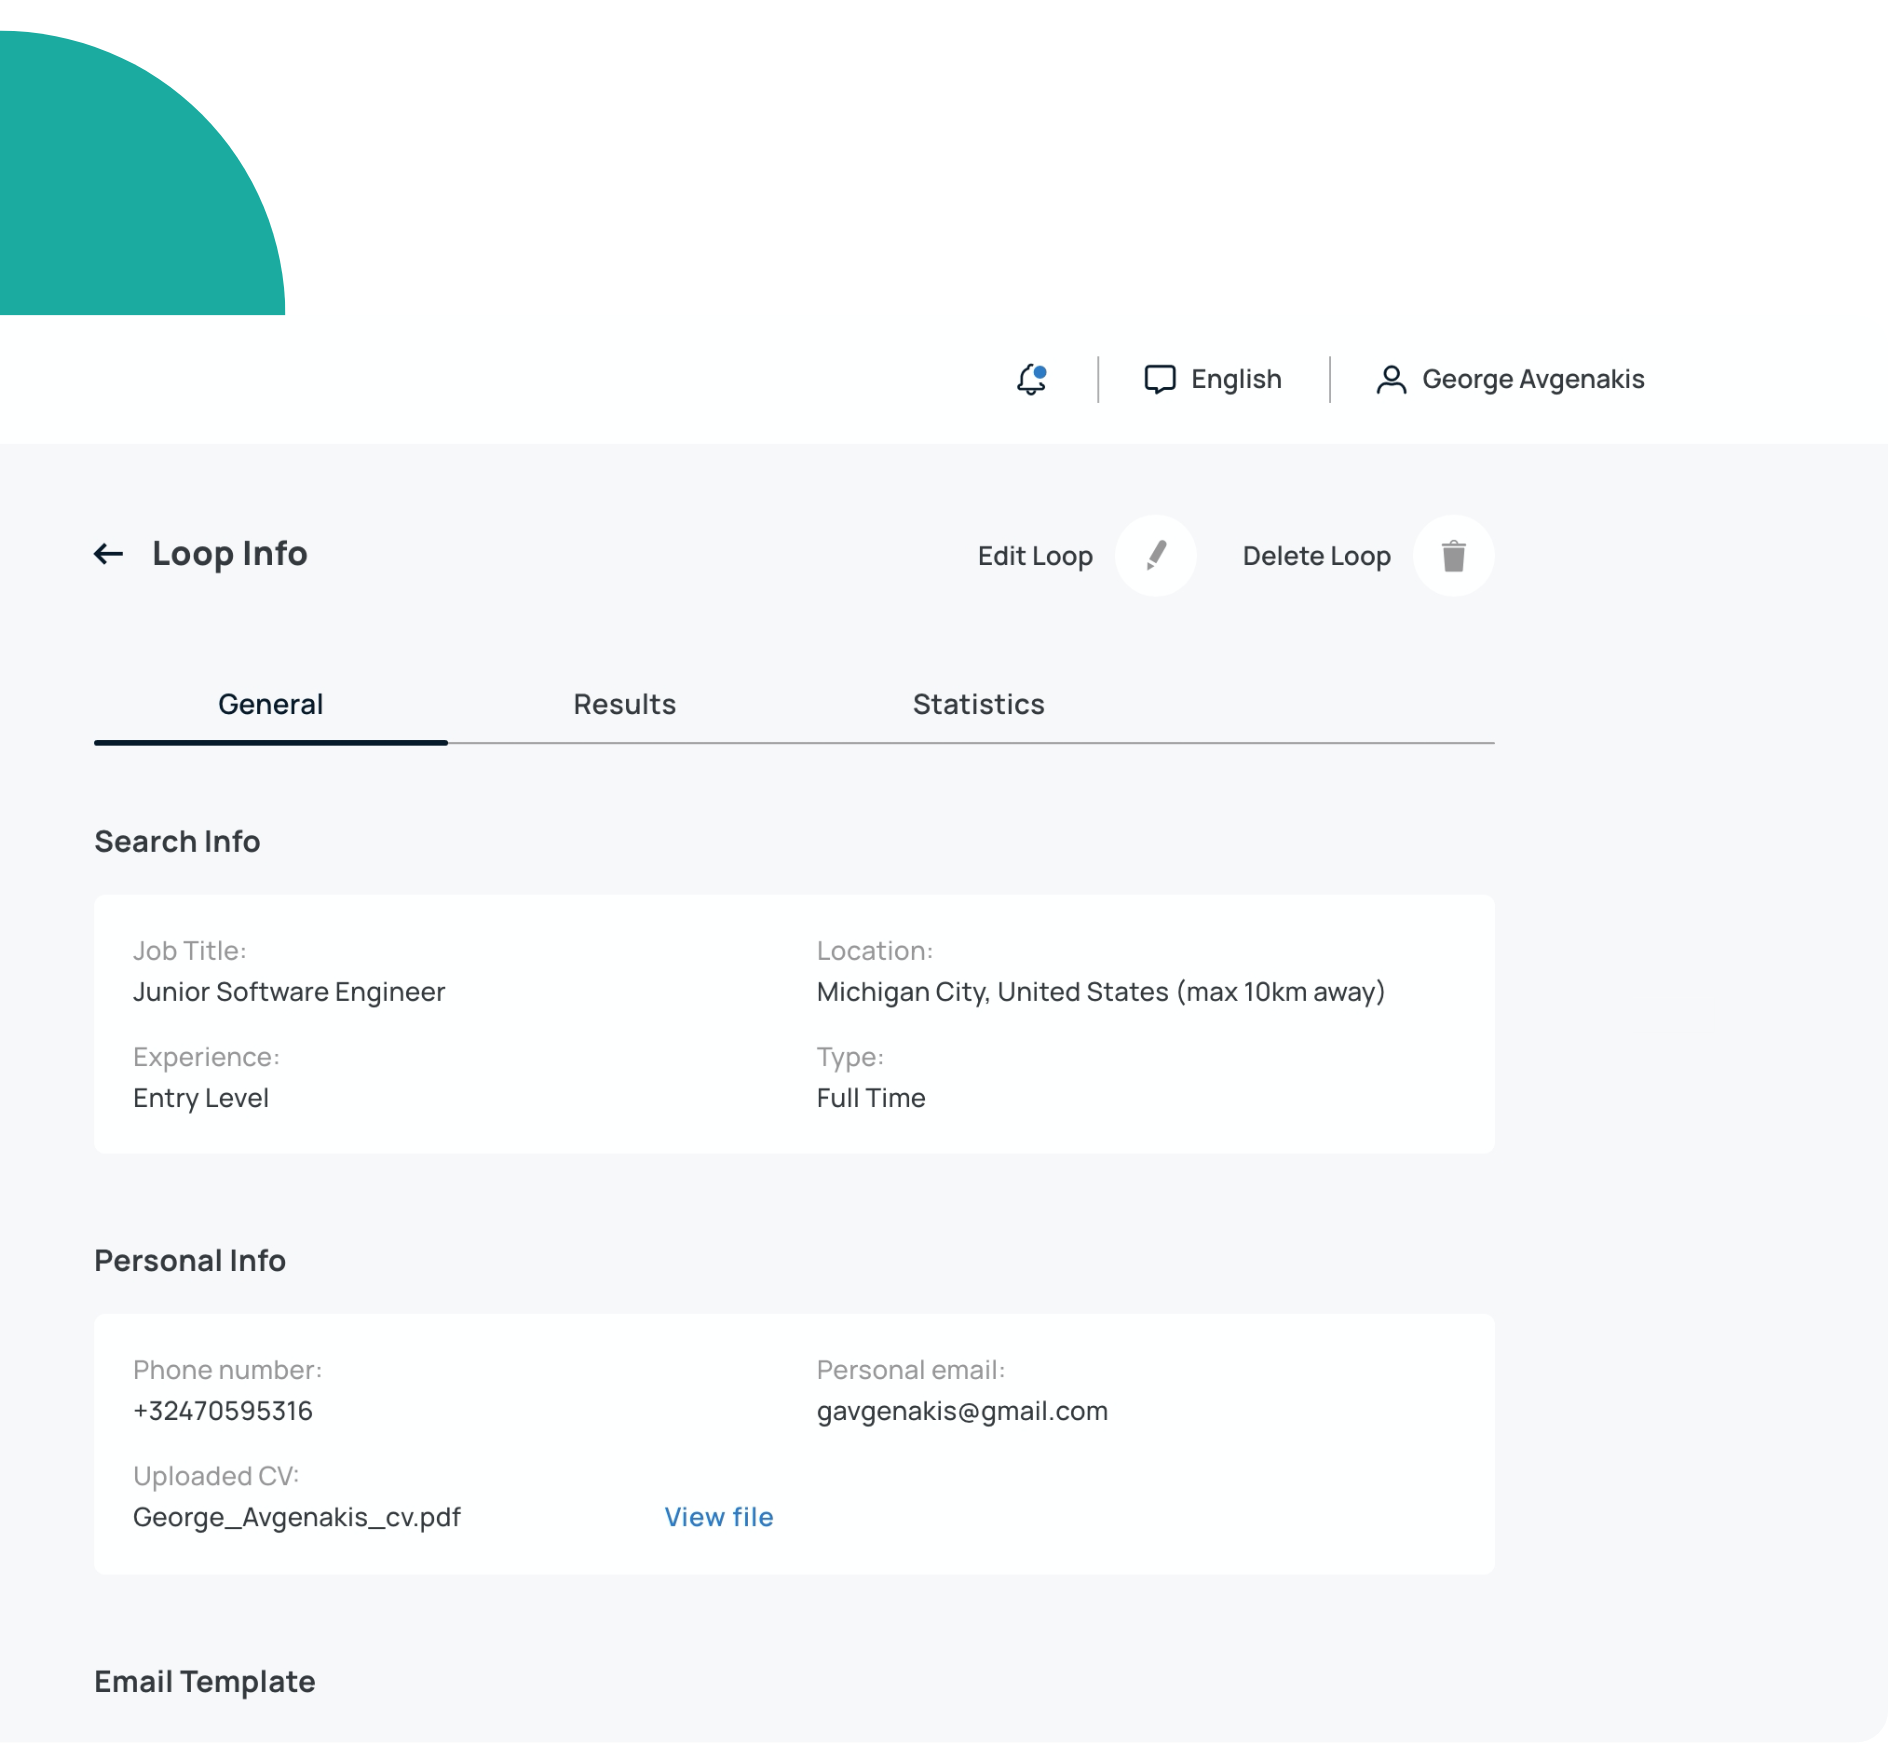 English
George Avgenakis
Loop Info
Edit Loop
Delete Loop
General
Results
Statistics
Search Info
Job Title:
Junior Software Engineer
Location:
Michigan City, United States (max 10km away)
Experience:
Entry Level
Type:
Full Time
Personal Info
Phone number:
+32470595316
Personal email:
gavgenakis@gmail.com
Uploaded CV:
George_Avgenakis_cv.pdf
View file
Email Template